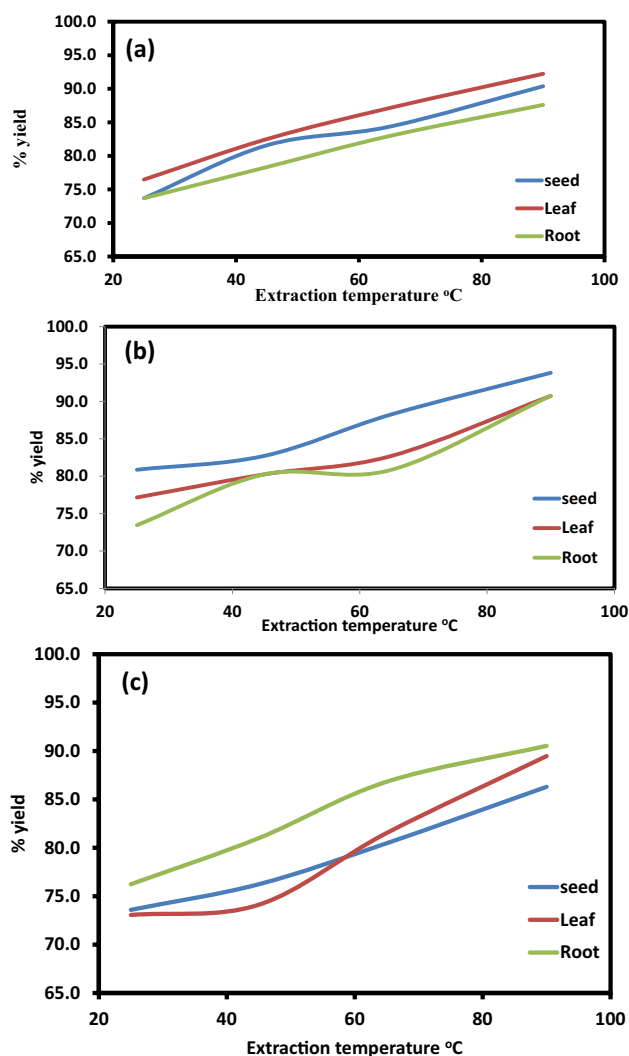 100.0
(a)
95.0
90.0
85.0
80.0
75.0
70.0
65.0
% yield
seed
Leaf
Root
20 40 60 80 100
Extraction temperature ºC
100.0
(b)
95.0
90.0
85.0
80.0
75.0
70.0
65.0
% yield
seed
Leaf
Root
20 40 60 80 100
Extraction temperature ºC
100.0
(c)
95.0
90.0
85.0
80.0
75.0
70.0
65.0
% yield
seed
Leaf
Root
20 40 60 80 100
Extraction temperature ºC